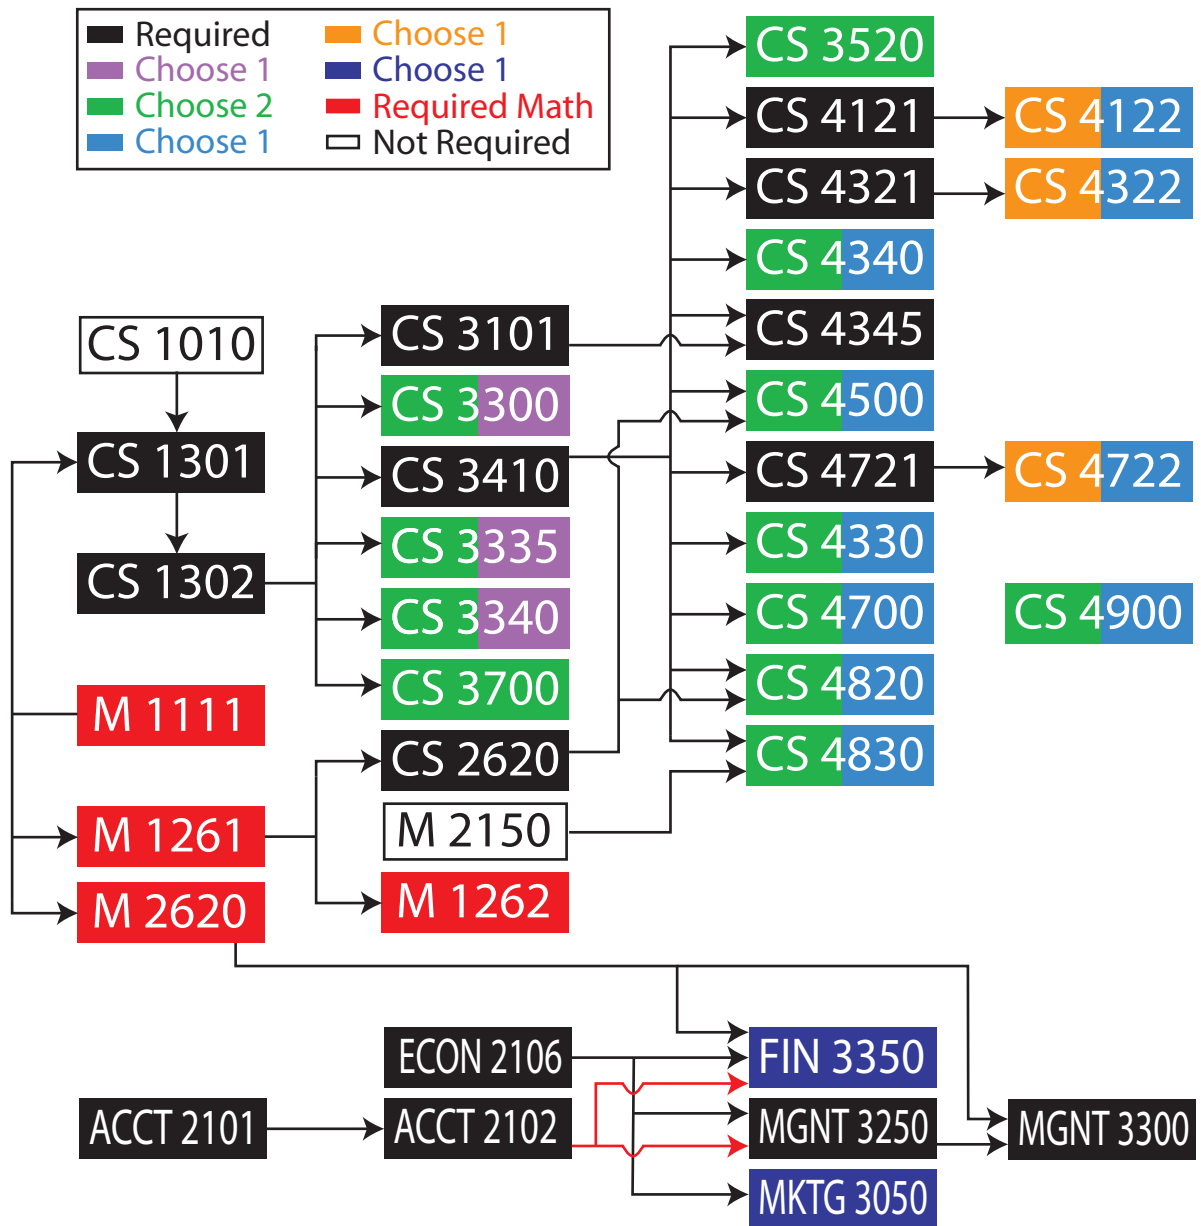 Required
Choose 1
Choose 2
Choose 1
Choose 1
Choose 1
Required Math
Not Required
CS 1010
CS 1301
CS 1302
M 1111
M 1261
M 2620
CS 3101
CS 3300
CS 3410
CS 3335
CS 3340
CS 3700
CS 2620
M 2150
M 1262
CS 3520
CS 4121
CS 4321
CS 4340
CS 4345
CS 4500
CS 4721
CS 4330
CS 4700
CS 4820
CS 4830
CS 4122
CS 4322
CS 4722
CS 4900
ACCT 2101
ECON 2106
ACCT 2102
FIN 3350
MGNT 3250
MKTG 3050
MGNT 3300